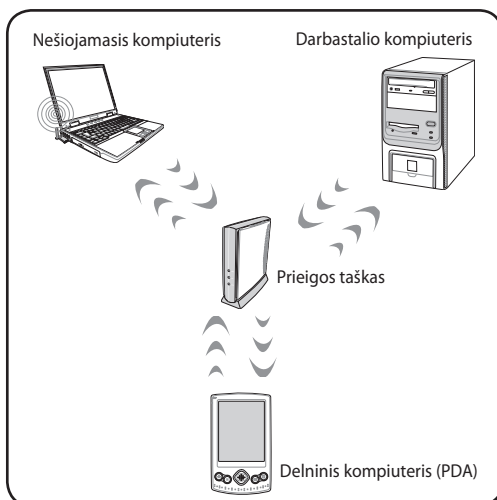 Nešiojamasis kompiuteris
Darbastalio kompiuteris
Prieigos taškas
Delninis kompiuteris (PDA)